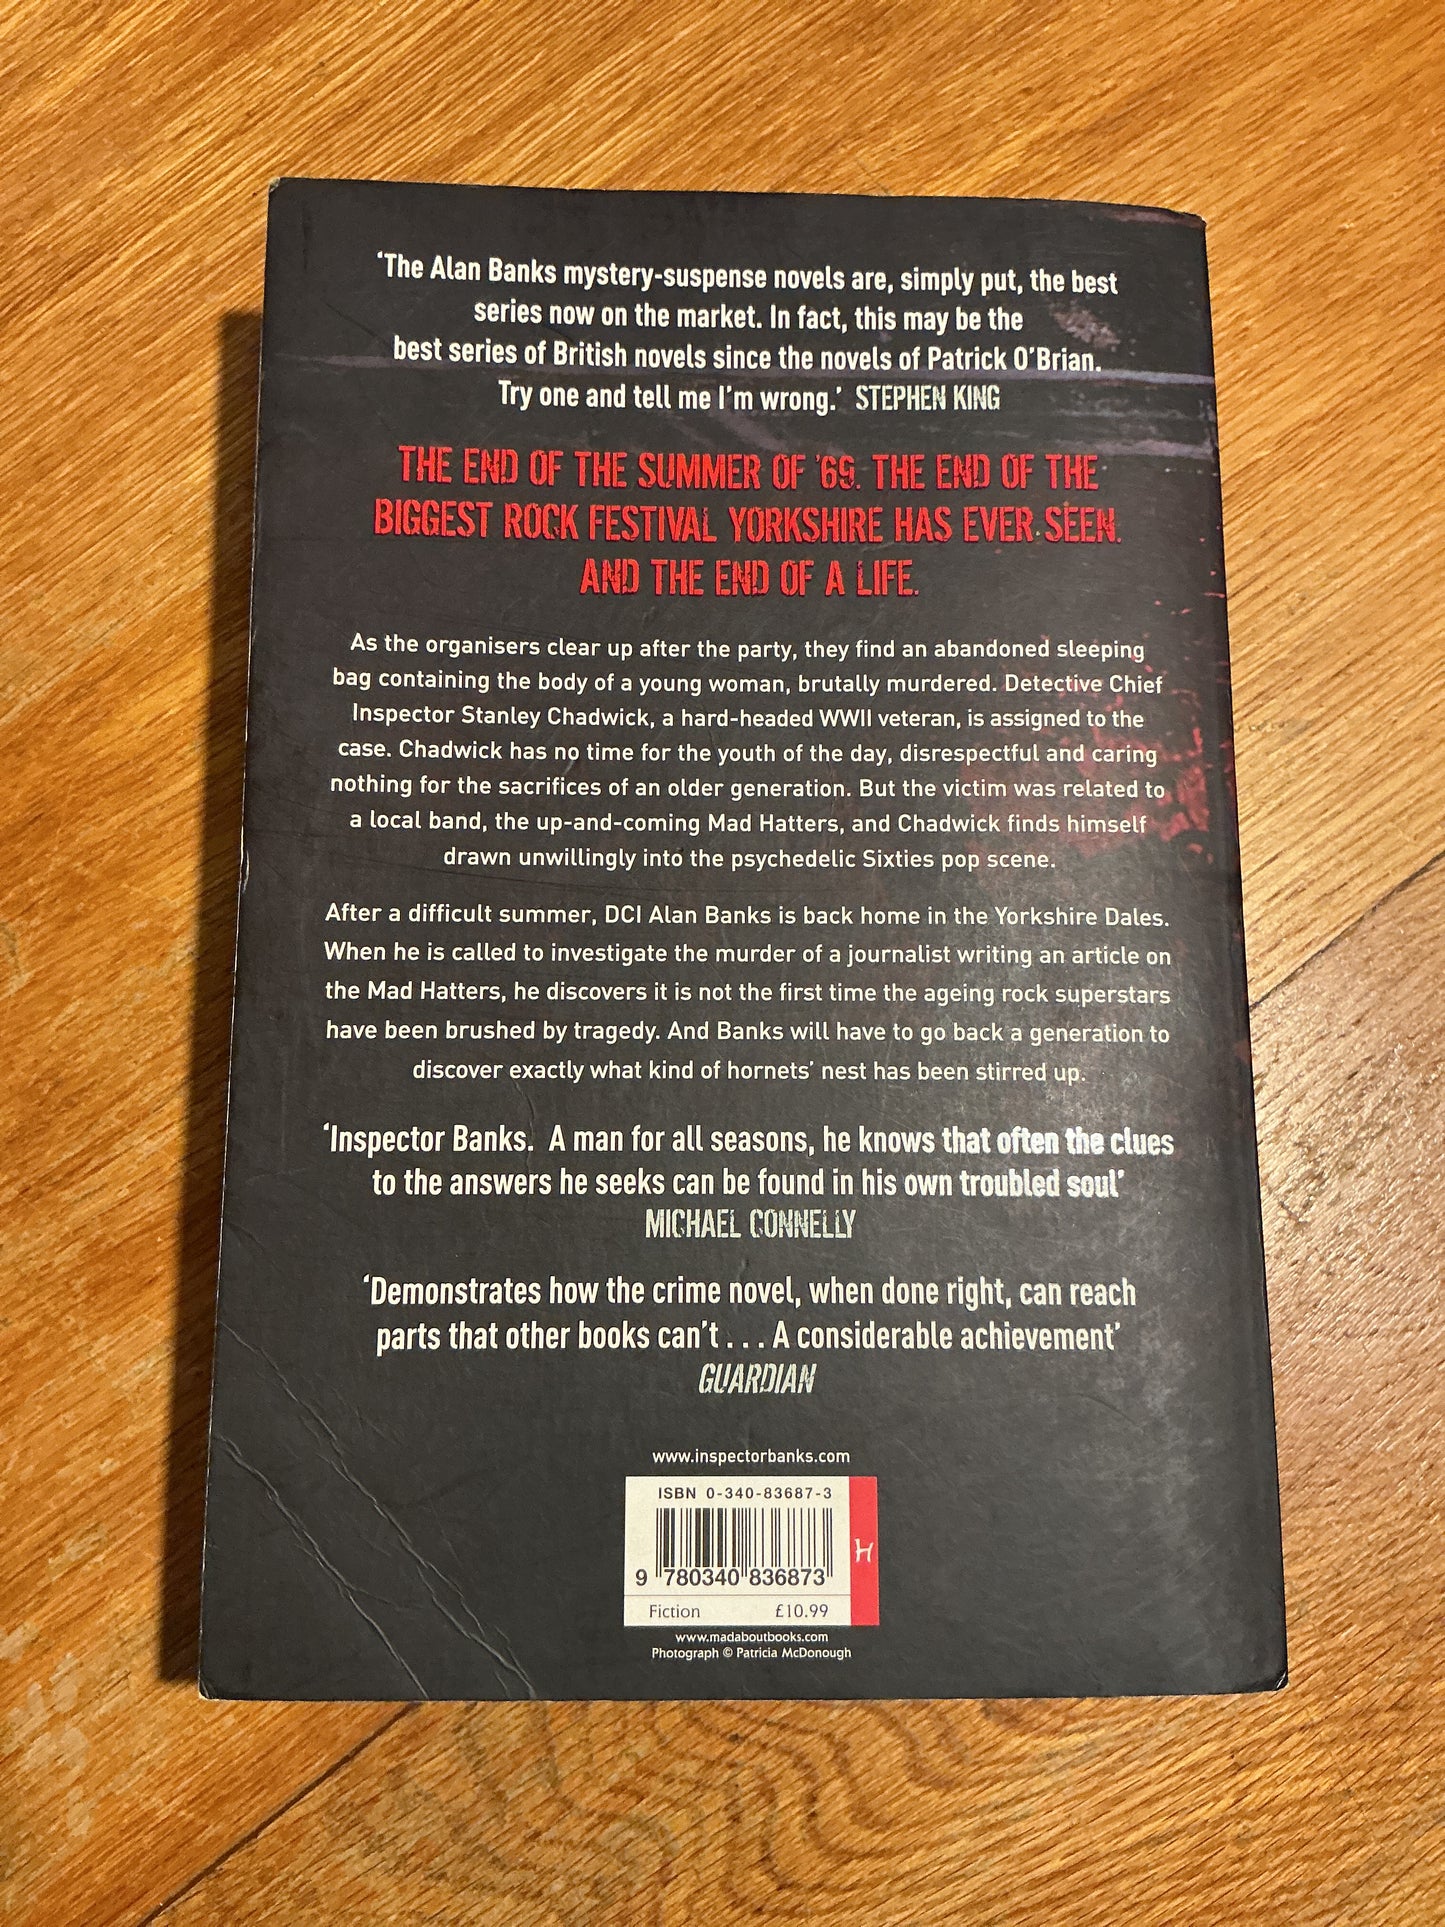 ‘The Alan Banks mystery-suspense novels are, simply put, the best
series now on the market. In fact, this may be the
best series of British novels since the novels of Patrick O’Brian.
Try one and tell me I’m wrong.’ STEPHEN KING
THE END OF THE SUMMER OF ’69. THE END OF THE
BIGGEST ROCK FESTIVAL YORKSHIRE HAS EVER SEEN.
AND THE END OF A LIFE.
As the organisers clear up after the party, they find an abandoned sleeping
bag containing the body of a young woman, brutally murdered. Detective Chief
Inspector Stanley Chadwick, a hard-headed WWII veteran, is assigned to the
case. Chadwick has no time for the youth of the day, disrespectful and caring
nothing for the sacrifices of an older generation. But the victim was related to
a local band, the up-and-coming Mad Hatters, and Chadwick finds himself
drawn unwillingly into the psychedelic Sixties pop scene.
After a difficult summer, DCI Alan Banks is back home in the Yorkshire Dales.
When he is called to investigate the murder of a journalist writing an article on
the Mad Hatters, he discovers it is not the first time the ageing rock superstars
have been brushed by tragedy. And Banks will have to go back a generation to
discover exactly what kind of hornets’ nest has been stirred up.
‘Inspector Banks. A man for all seasons, he knows that often the clues
to the answers he seeks can be found in his own troubled soul’
MICHAEL CONNELLY
‘Demonstrates how the crime novel, when done right, can reach
parts that other books can’t . . . A considerable achievement’
GUARDIAN
www.inspectorbanks.com
ISBN 0-340-83687-3
H
9 780340 836873
Fiction £10.99
www.madaboutbooks.com
Photograph © Patricia McDonough